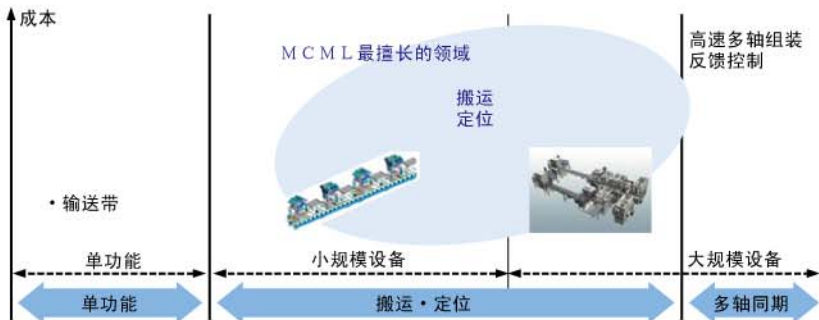 成本
MCML最擅长的领域
搬运
定位
高速多轴组装
反馈控制
・输送带
单功能
小规模设备
大规模设备
单功能
搬运・定位
多轴同期